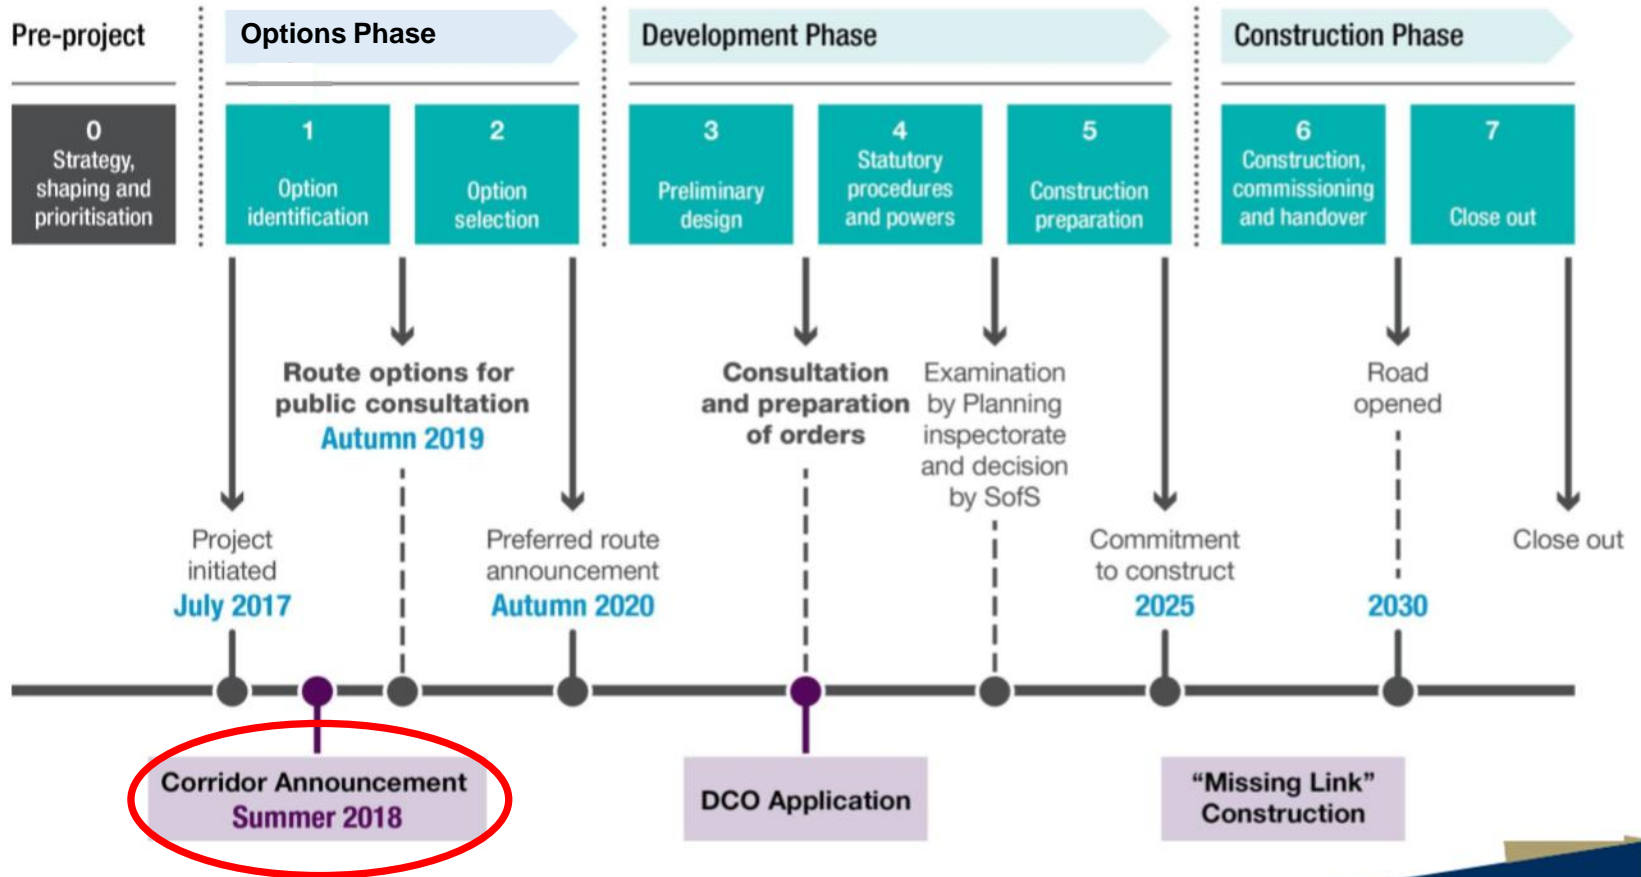 Pre-project
Options Phase
Development Phase
Construction Phase
0
Strategy,
shaping and
prioritisation
1
Option
identification
2
Option
selection
3
Preliminary
design
4
Statutory
procedures
and powers
5
Construction
preparation
6
Construction,
commissioning
and handover
7
Close out
Route options for
public consultation
Autumn 2019
Consultation
and preparation
of orders
Examination
by Planning
inspectorate
and decision
by SofS
Road
opened
Project
initiated
July 2017
Preferred route
announcement
Autumn 2020
Commitment
to construct
2025
2030
Close out
Corridor Announcement
Summer 2018
DCO Application
“Missing Link”
Construction